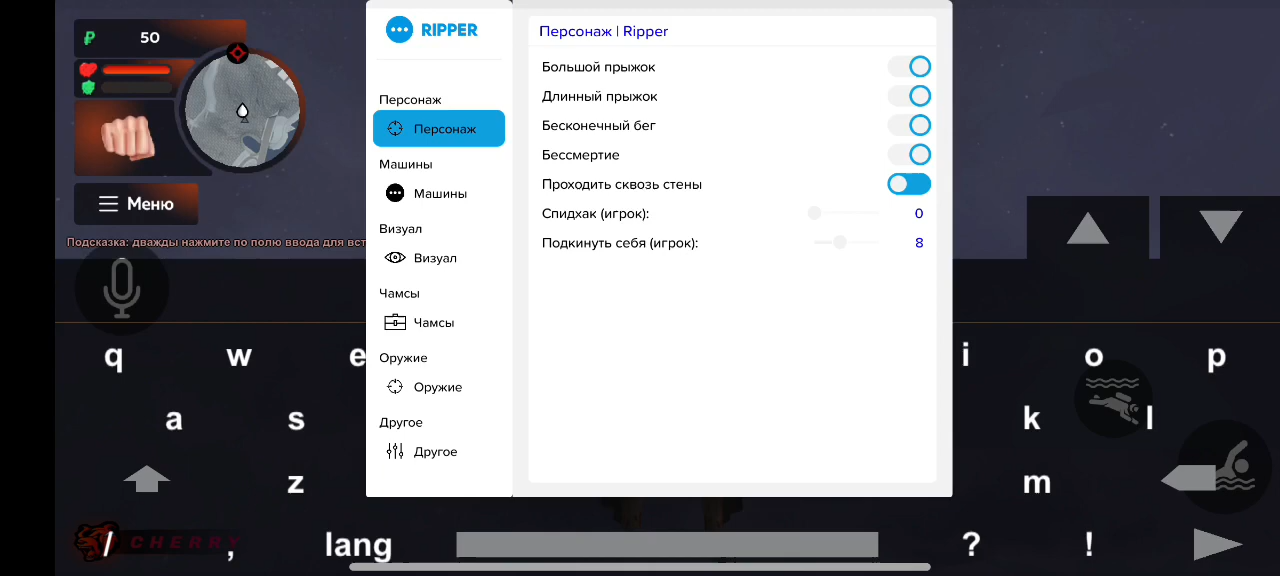 50
Меню
Подсказка: дважды нажмите по полю ввода для вст
RIPPER
Персонаж
Персонаж
Машины
Машины
Визуал
Визуал
Чамсы
Чамсы
Оружие
Оружие
Другое
Другое
Персонаж | Ripper
Большой прыжок
Длинный прыжок
Бесконечный бег
Бессмертие
Проходить сквозь стены
Спидхак (игрок): 0
Подкинуть себя (игрок): 8
q w e i o p
a s k l
z m
/ , lang ? !
CHERRY